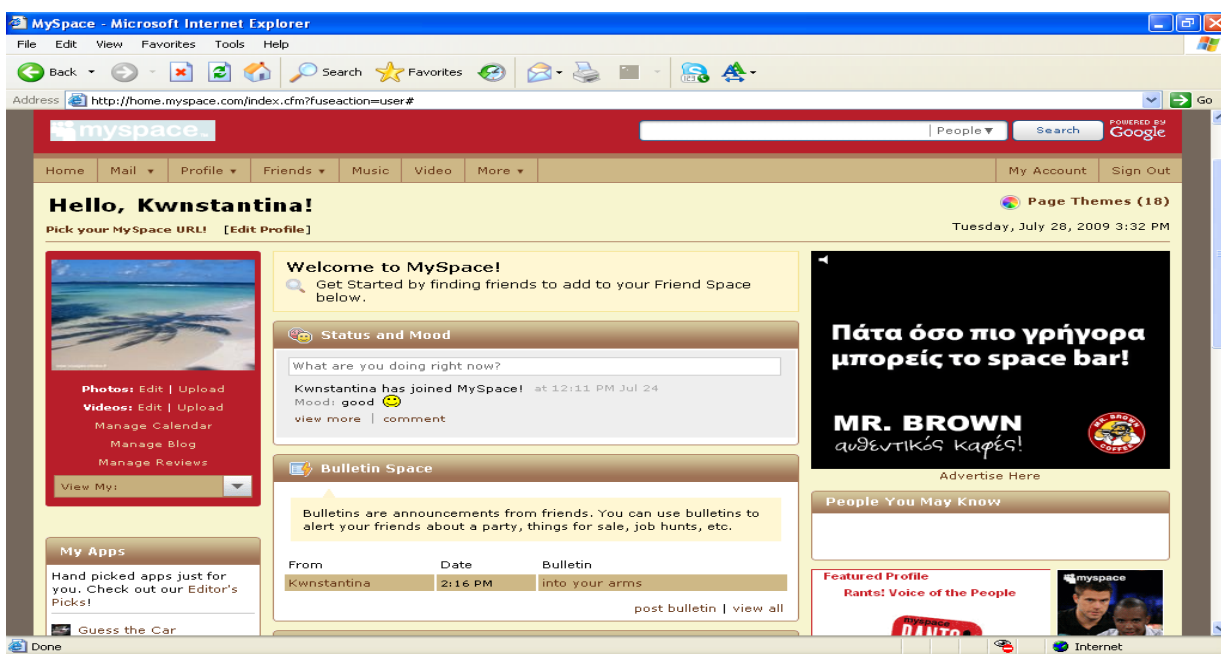 MySpace - Microsoft Internet Explorer
File Edit View Favorites Tools Help
Back Search Favorites
Address http://home.myspace.com/index.cfm?fuseaction=user# Go
myspace. People Search POWERED BY Google
Home Mail Profile Friends Music Video More My Account Sign Out
Hello, Kwnstantina! Page Themes (18)
Pick your MySpace URL! [Edit Profile] Tuesday, July 28, 2009 3:32 PM
Photos: Edit | Upload
Videos: Edit | Upload
Manage Calendar
Manage Blog
Manage Reviews
View My:
My Apps
Hand picked apps just for
you. Check out our Editor's
Picks!
Guess the Car
Welcome to MySpace!
Get Started by finding friends to add to your Friend Space
below.
Status and Mood
What are you doing right now?
Kwnstantina has joined MySpace! at 12:11 PM Jul 24
Mood: good
view more | comment
Bulletin Space
Bulletins are announcements from friends. You can use bulletins to
alert your friends about a party, things for sale, job hunts, etc.
From Date Bulletin
Kwnstantina 2:16 PM into your arms
post bulletin | view all
Πάτα όσο πιο γρήγορα
μπορείς το space bar!
MR. BROWN
αυθεντικός καφές!
MR. BROWN
COFFEE
Advertise Here
People You May Know
Featured Profile
Rants! Voice of the People
myspace
myspace
Done Internet